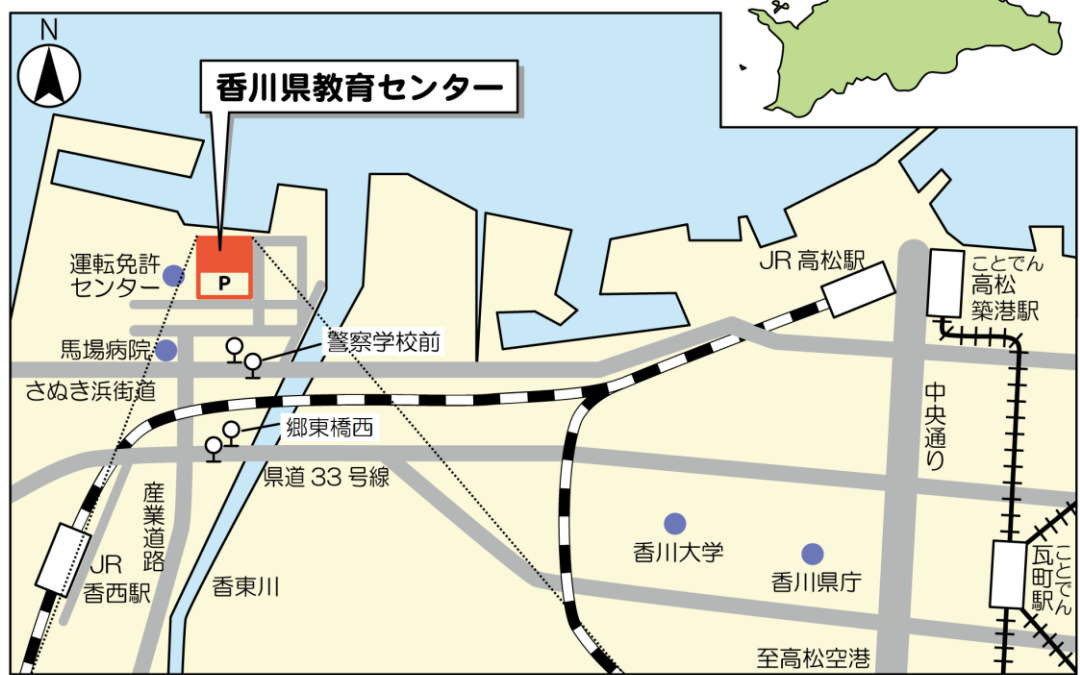 N
香川県教育センター
運転免許
センター
P
JR 高松駅
ことでん
高松
築港駅
警察学校前
馬場病院
さぬき浜街道
中央通り
郷東橋西
県道 33 号線
産業道路
JR
香西駅
香東川
香川大学
香川県庁
ことでん
瓦町駅
至高松空港